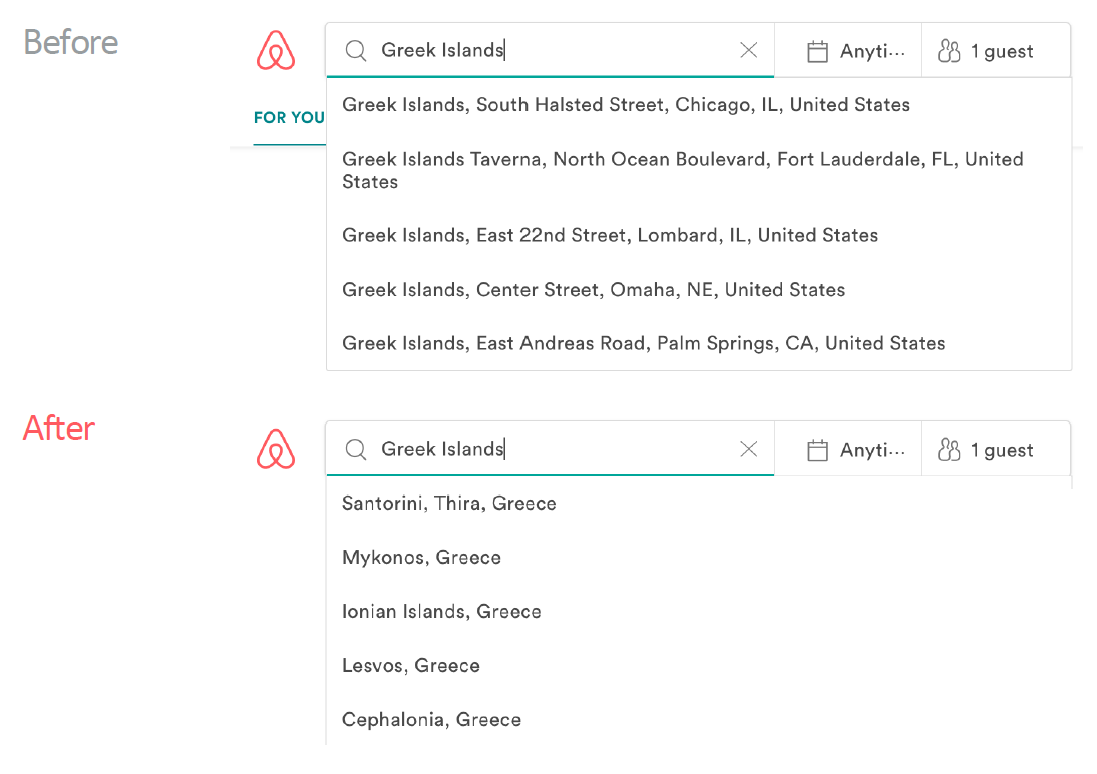 Before
Greek Islands
Anyti...
1 guest
FOR YOU
Greek Islands, South Halsted Street, Chicago, IL, United States
Greek Islands Taverna, North Ocean Boulevard, Fort Lauderdale, FL, United
States
Greek Islands, East 22nd Street, Lombard, IL, United States
Greek Islands, Center Street, Omaha, NE, United States
Greek Islands, East Andreas Road, Palm Springs, CA, United States
After
Greek Islands
Anyti...
1 guest
Santorini, Thira, Greece
Mykonos, Greece
Ionian Islands, Greece
Lesvos, Greece
Cephalonia, Greece